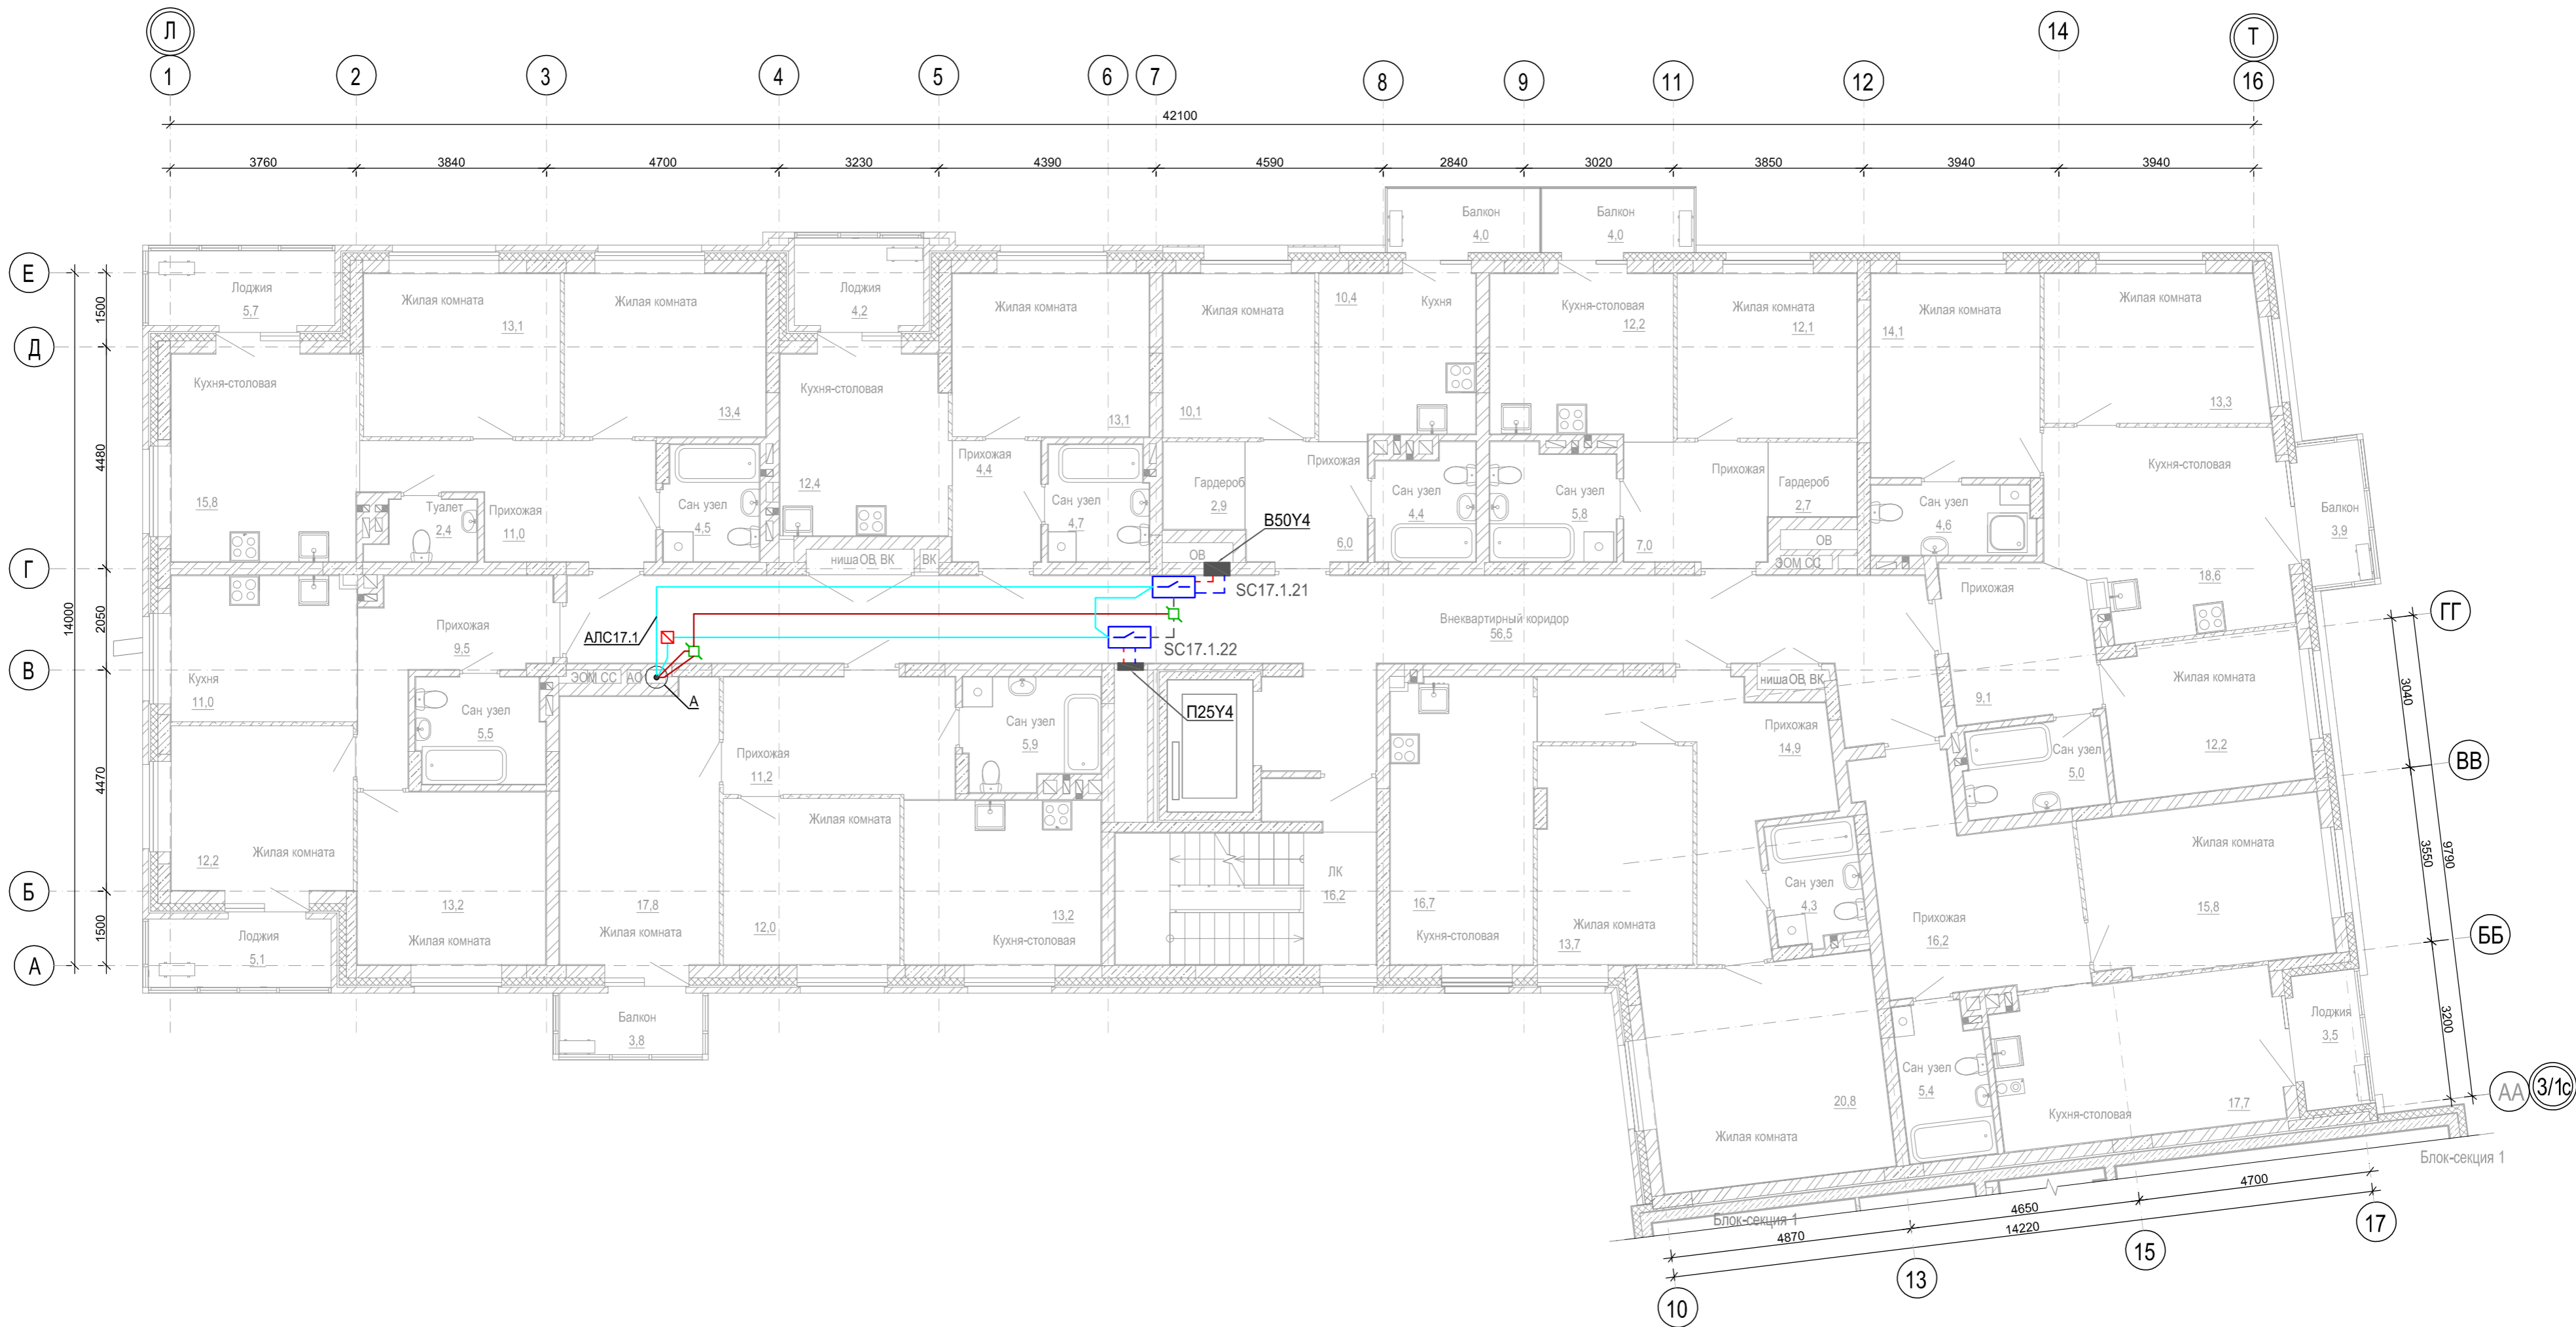 Л
1
2
3
4
5
6
7
8
9
11
12
14
Т
16
42100
3760
3840
4700
3230
4390
4590
2840
3020
3850
3940
3940
Балкон
4,0
Балкон
4,0
Е
Д
Г
В
Б
А
1500
4480
2050
4470
1500
14000
Лоджия
5,7
Жилая комната
13,1
Жилая комната
13,4
Лоджия
4,2
Жилая комната
13,1
Жилая комната
10,1
10,4
Кухня
Кухня-столовая
12,2
Жилая комната
12,1
Жилая комната
14,1
Жилая комната
13,3
Кухня-столовая
15,8
Кухня-столовая
12,4
Туалет
2,4
Прихожая
11,0
Сан, узел
4,5
Прихожая
4,4
Сан, узел
4,7
Гардероб
2,9
Прихожая
6,0
Сан, узел
4,4
Сан, узел
5,8
Прихожая
7,0
Гардероб
2,7
Сан, узел
4,6
Кухня-столовая
18,6
Балкон
3,9
ниша ОВ, ВК
ВК
ОВ
В50Y4
ОВ
ЭОМ СС
SC17.1.21
SC17.1.22
АЛС17.1
Внеквартирный коридор
56,5
Прихожая
9,1
Прихожая
9,5
ЭОМ СС
АО
А
П25Y4
ниша ОВ, ВК
Кухня
11,0
Сан, узел
5,5
Прихожая
11,2
Сан, узел
5,9
Прихожая
14,9
Жилая комната
12,2
Сан, узел
5,0
12,2
Жилая комната
13,2
Жилая комната
17,8
Жилая комната
Жилая комната
12,0
13,2
Кухня-столовая
ЛК
16,2
16,7
Кухня-столовая
Жилая комната
13,7
Сан, узел
4,3
Прихожая
16,2
Жилая комната
15,8
Лоджия
5,1
Балкон
3,8
Лоджия
3,5
Сан, узел
5,4
20,8
Жилая комната
Кухня-столовая
17,7
ГГ
ВВ
ББ
АА
3/1с
3040
3550
3200
9790
Блок-секция 1
Блок-секция 1
4870
4650
4700
14220
10
13
15
17